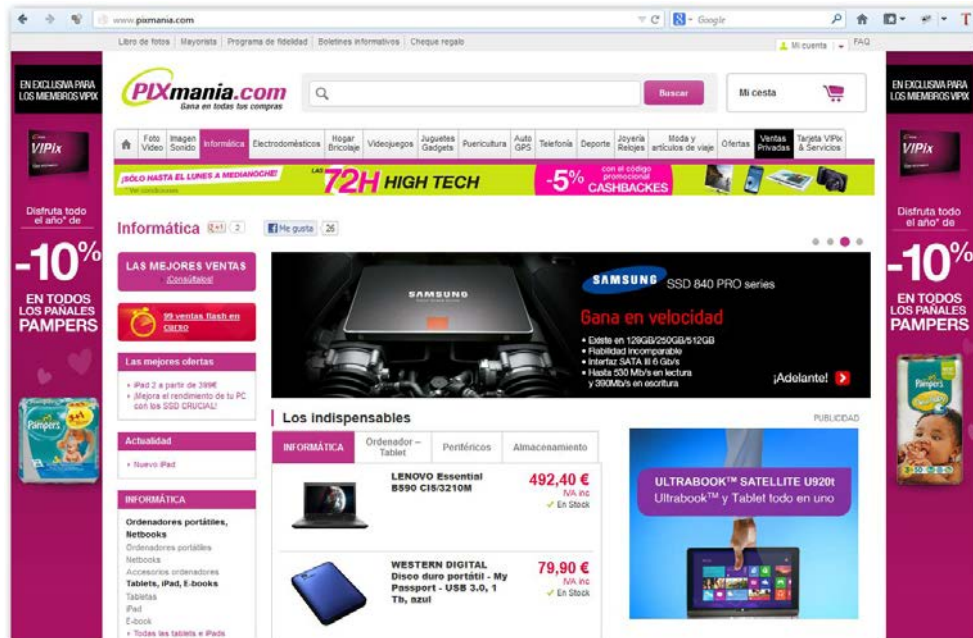 www.pixmania.com
Google
Libro de fotos | Mayorista | Programa de fidelidad | Boletines informativos | Cheque regalo
Mi cuenta
FAQ
EN EXCLUSIVA PARA
LOS MIEMBROS VIPIX
VIPix
Disfruta todo
el año* de
-10%
EN TODOS
LOS PAÑALES
PAMPERS
Pampers
PIXmania.com
Gana en todas tus compras
Buscar
Mi cesta
Foto Video
Imagen Sonido
Informática
Electrodomésticos
Hogar Bricolaje
Videojuegos
Juguetes Gadgets
Puericultura
Auto GPS
Telefonía
Deporte
Joyería Relojes
Moda y artículos de viaje
Ofertas
Ventas Privadas
Tarjeta VIPix & Servicios
¡SÓLO HASTA EL LUNES A MEDIANOCHE!
*Ver condiciones
LAS 72H HIGH TECH
-5% con el código promocional CASHBACKES
Informática
+1 2
Me gusta 26
LAS MEJORES VENTAS
¡Consúltalos!
99 ventas flash en
curso
Las mejores ofertas
iPad 2 a partir de 399€
¡Mejora el rendimiento de tu PC
con los SSD CRUCIAL!
Actualidad
Nuevo iPad
INFORMÁTICA
Ordenadores portátiles,
Netbooks
Ordenadores portátiles
Netbooks
Accesorios ordenadores
Tablets, iPad, E-books
Tabletas
iPad
E-book
Todas las tablets e iPads
SAMSUNG
SAMSUNG SSD 840 PRO series
Gana en velocidad
• Existe en 128GB/250GB/512GB
• Fiabilidad incomparable
• Interfaz SATA III 6 Gb/s
• Hasta 530 Mb/s en lectura
y 390Mb/s en escritura
¡Adelante!
Los indispensables
INFORMÁTICA
Ordenador – Tablet
Periféricos
Almacenamiento
LENOVO Essential
B590 CI5/3210M
492,40 €
IVA inc
En Stock
WESTERN DIGITAL
Disco duro portátil - My
Passport - USB 3.0, 1
Tb, azul
79,90 €
IVA inc
En Stock
PUBLICIDAD
ULTRABOOK™ SATELLITE U920t
Ultrabook™ y Tablet todo en uno
EN EXCLUSIVA PARA
LOS MIEMBROS VIPIX
VIPix
Disfruta todo
el año* de
-10%
EN TODOS
LOS PAÑALES
PAMPERS
Pampers